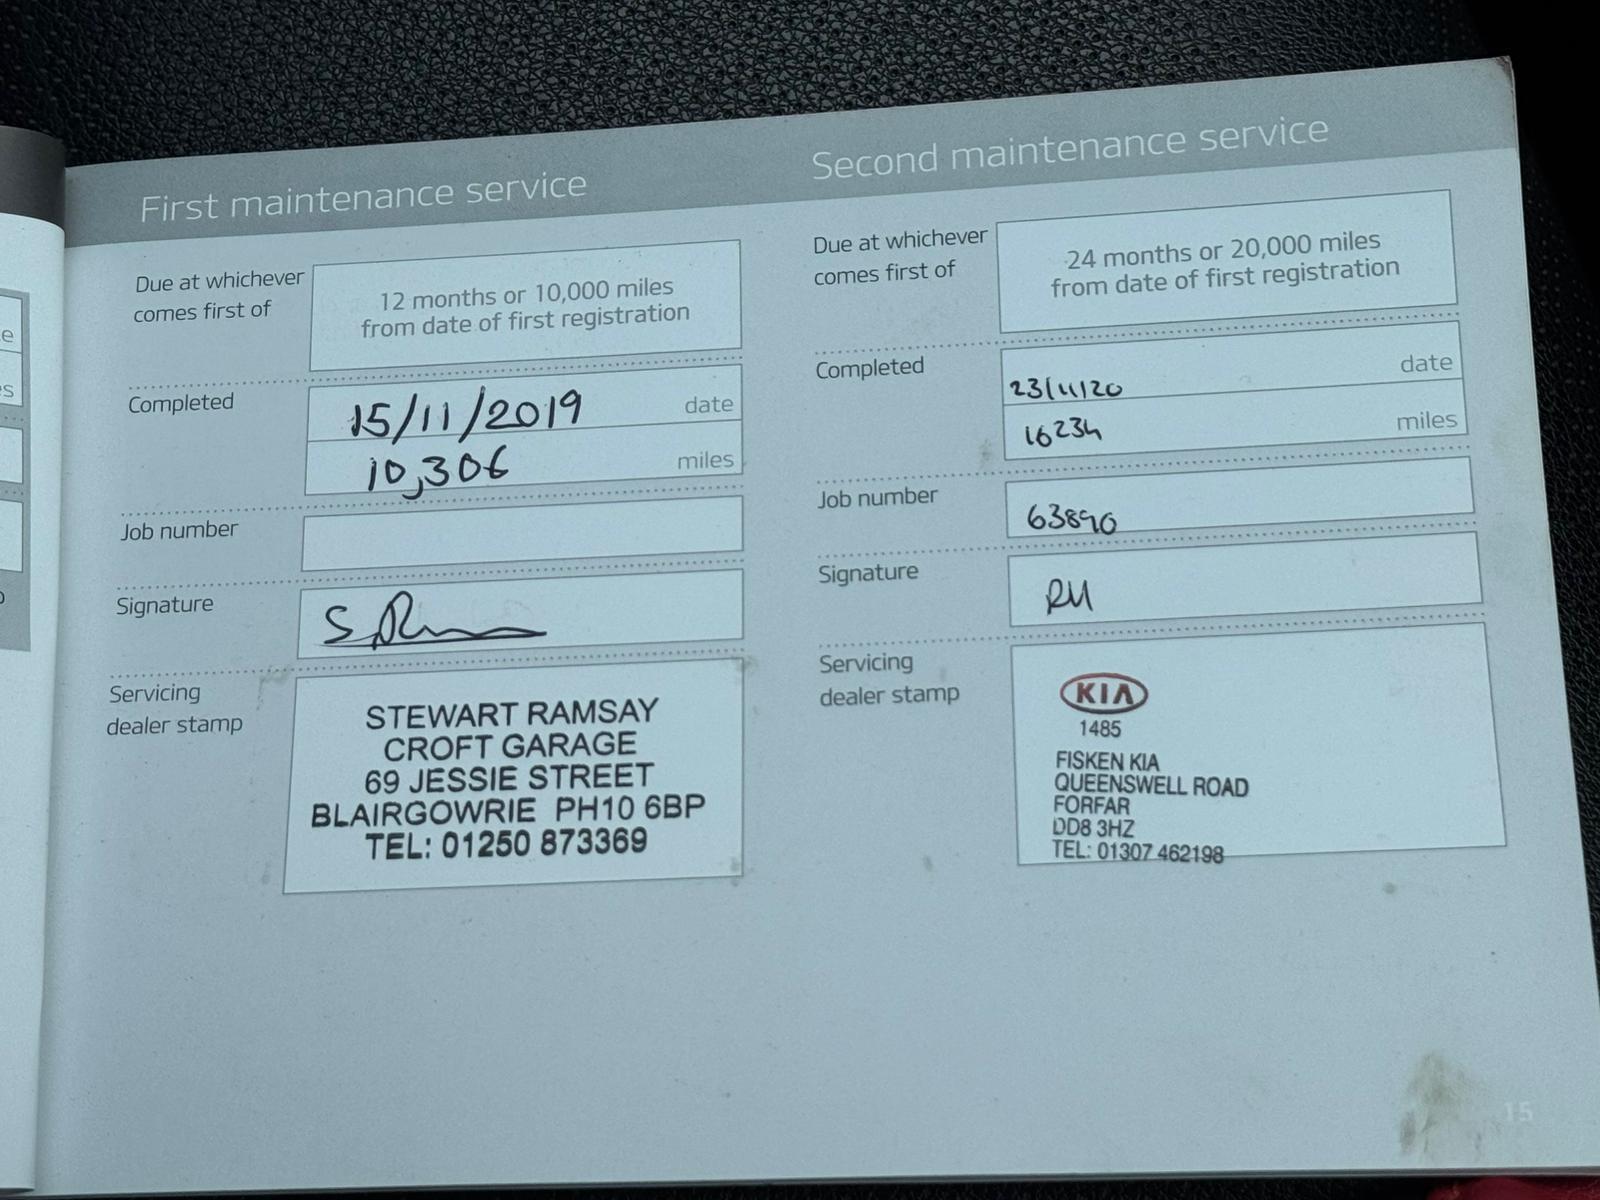 First maintenance service
Due at whichever
comes first of
12 months or 10,000 miles
from date of first registration
Completed
15/11/2019
date
10,306
miles
Job number
Signature
Servicing
dealer stamp
STEWART RAMSAY
CROFT GARAGE
69 JESSIE STREET
BLAIRGOWRIE PH10 6BP
TEL: 01250 873369
Second maintenance service
Due at whichever
comes first of
24 months or 20,000 miles
from date of first registration
Completed
23/11/20
date
16234
miles
Job number
63890
Signature
RM
Servicing
dealer stamp
KIA
1485
FISKEN KIA
QUEENSWELL ROAD
FORFAR
DD8 3HZ
TEL: 01307 462198
15